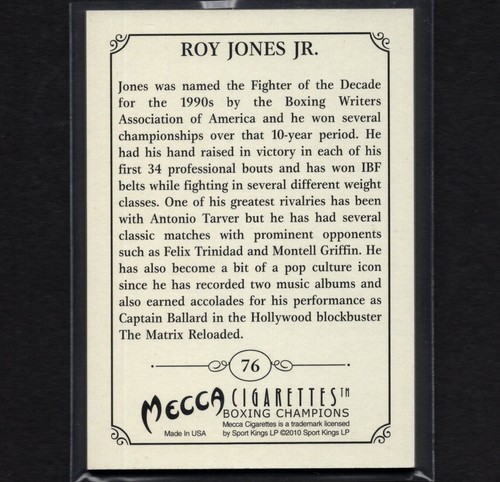 ROY JONES JR.
Jones was named the Fighter of the Decade
for the 1990s by the Boxing Writers
Association of America and he won several
championships over that 10-year period. He
had his hand raised in victory in each of his
first 34 professional bouts and has won IBF
belts while fighting in several different weight
classes. One of his greatest rivalries has been
with Antonio Tarver but he has had several
classic matches with prominent opponents
such as Felix Trinidad and Montell Griffin. He
has also become a bit of a pop culture icon
since he has recorded two music albums and
also earned accolades for his performance as
Captain Ballard in the Hollywood blockbuster
The Matrix Reloaded.
76
MECCA CIGARETTES™
BOXING CHAMPIONS
Mecca Cigarettes is a trademark licensed
Made In USA by Sport Kings LP ©2010 Sport Kings LP